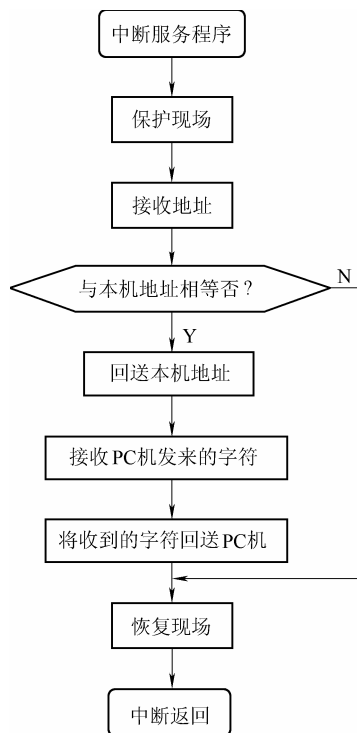 中断服务程序
保护现场
接收地址
与本机地址相等否?
N
Y
回送本机地址
接收PC机发来的字符
将收到的字符回送PC机
恢复现场
中断返回